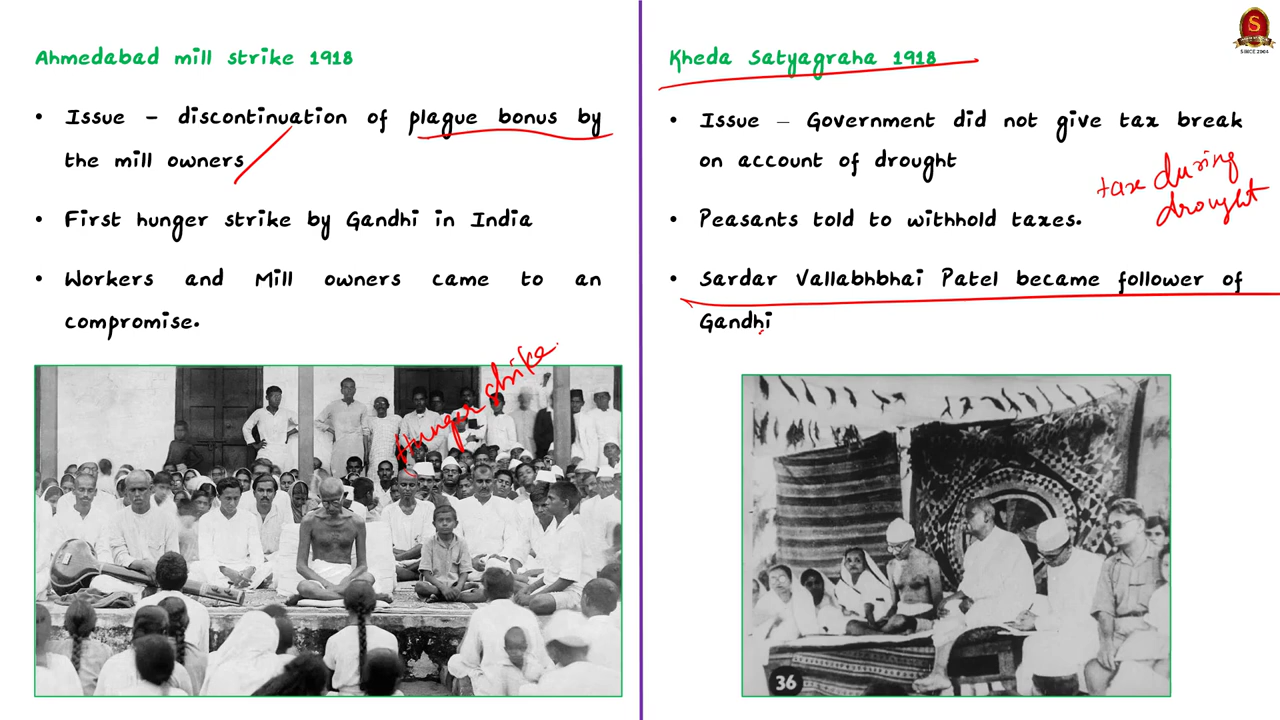 Ahmedabad mill strike 1918
• Issue - discontinuation of plague bonus by
the mill owners
• First hunger strike by Gandhi in India
• Workers and Mill owners came to an
compromise.
Hunger strike
Kheda Satyagraha 1918
• Issue – Government did not give tax break
on account of drought
tax during
drought
• Peasants told to withhold taxes.
• Sardar Vallabhbhai Patel became follower of
Gandhi
36
S
SINCE 2004